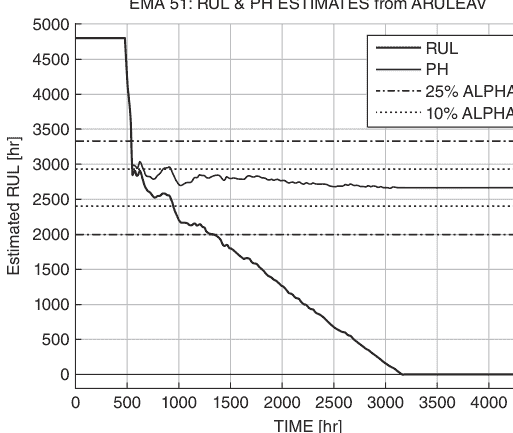 EMA 51: RUL & PH ESTIMATES from ARULEAV
5000
4500
4000
3500
3000
2500
2000
1500
1000
500
0
Estimated RUL [hr]
RUL
PH
25% ALPHA
10% ALPHA
0 500 1000 1500 2000 2500 3000 3500 4000
TIME [hr]